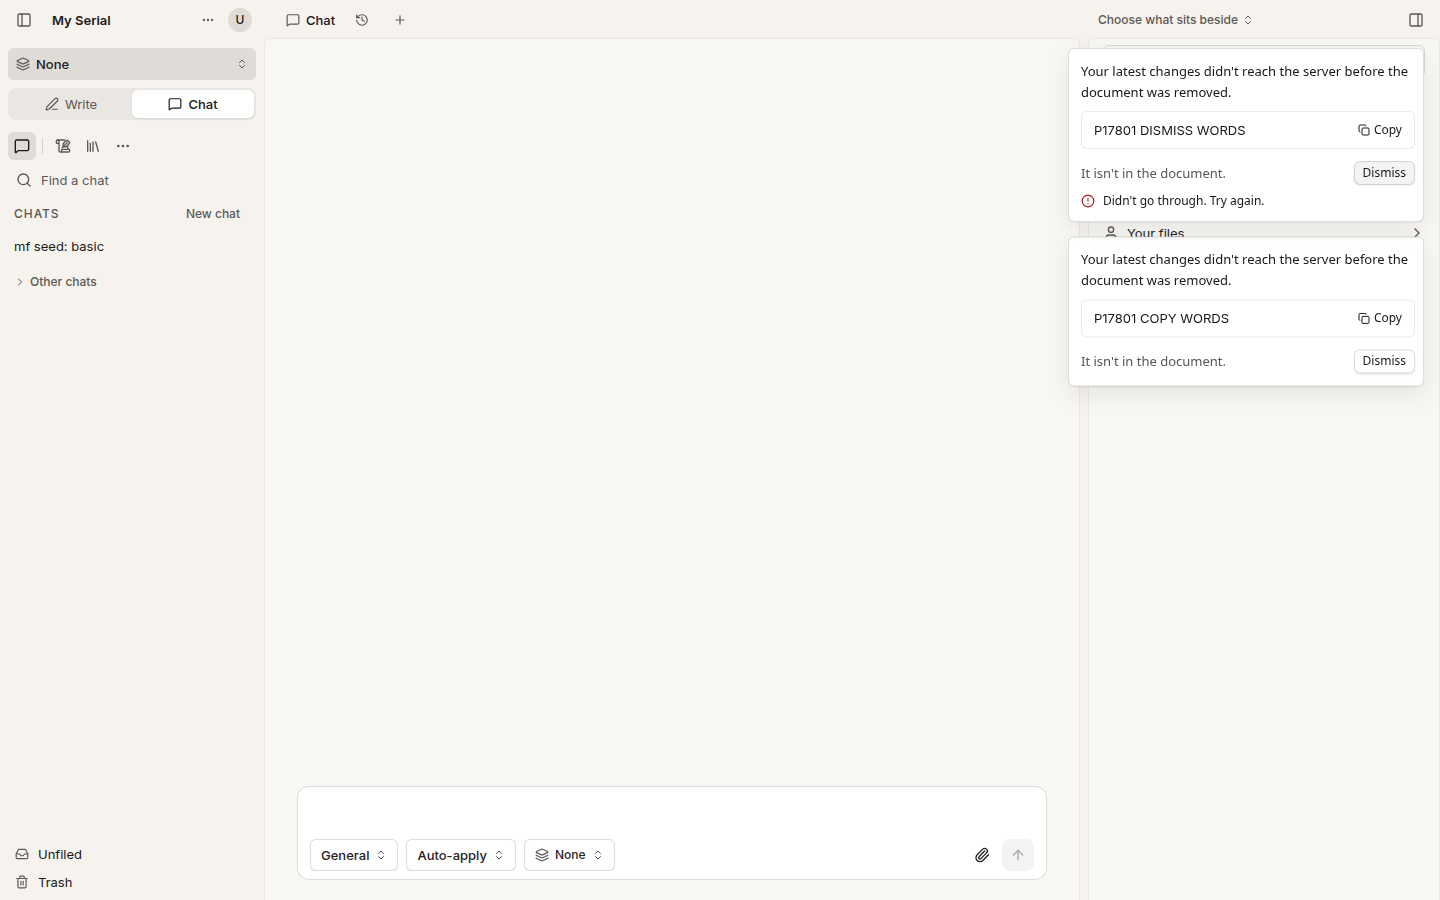 My Serial
U
Chat
Choose what sits beside
None
Write
Chat
Find a chat
CHATS
New chat
mf seed: basic
Other chats
Your latest changes didn't reach the server before the
document was removed.
P17801 DISMISS WORDS
Copy
It isn't in the document.
Dismiss
Didn't go through. Try again.
Your files
Your latest changes didn't reach the server before the
document was removed.
P17801 COPY WORDS
Copy
It isn't in the document.
Dismiss
General
Auto-apply
None
Unfiled
Trash